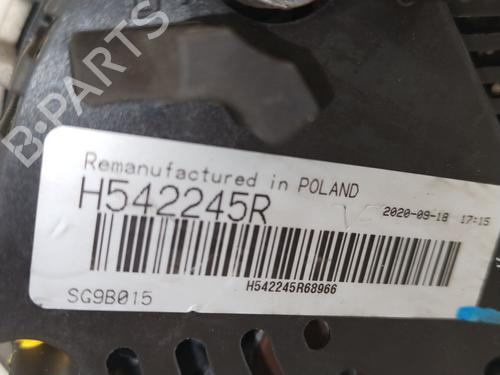 B-PARTS
Remanufactured in POLAND
H542245R
2020-09-18 17:15
H542245R68966
SG9B015